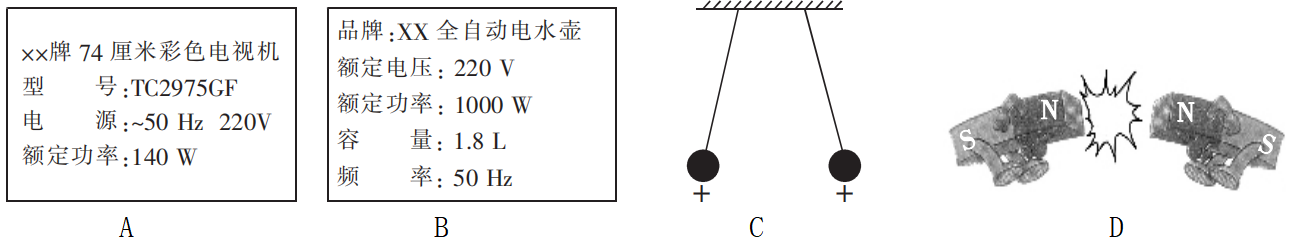 ××牌 74 厘米彩色电视机
型 号:TC2975GF
电 源:~50 Hz 220V
额定功率:140 W
A
品牌:XX 全自动电水壶
额定电压: 220 V
额定功率: 1000 W
容 量: 1.8 L
频 率: 50 Hz
B
+ +
C
S N N S
D